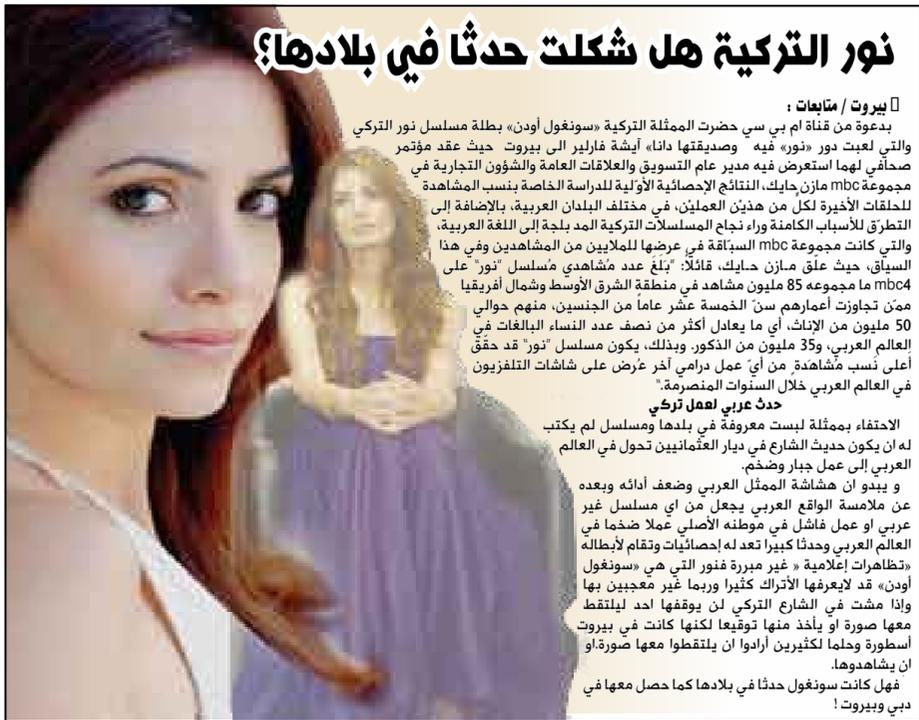 نور التركية هل شكلت حدثا في بلادها؟
بيروت / متابعات :
بدعوة من قناة ام بي سي حضرت الممثلة التركية «سونغول أودن» بطلة مسلسل نور التركي
والتي لعبت دور «نور» فيه وصديقتها دانا» آيشة فارلير الى بيروت حيث عقد مؤتمر
صحافي لهما استعرض فيه مدير عام التسويق والعلاقات العامة والشؤون التجارية في
مجموعة mbc مازن حايك، النتائج الإحصائية الأوّلية للدراسة الخاصة بنسب المشاهدة
للحلقات الأخيرة لكل من هذيْن العمليْن، في مختلف البلدان العربية، بالإضافة إلى
التطرّق للأسباب الكامنة وراء نجاح المسلسلات التركية المد بلجة إلى اللغة العربية،
والتي كانت مجموعة mbc السبّاقة في عرضها للملايين من المشاهدين وفي هذا
السياق، حيث علّق مازن حايك، قائلاً: "بَلَغَ عدد مُشاهدي مُسلسل "نور" على
mbc4 ما مجموعه 85 مليون مشاهد في منطقة الشرق الأوسط وشمال أفريقيا
ممّن تجاوزت أعمارهم سنّ الخمسة عشر عاماً من الجنسين، منهم حوالي
50 مليون من الإناث، أي ما يعادل أكثر من نصف عدد النساء البالغات في
العالم العربي، و35 مليون من الذكور. وبذلك، يكون مسلسل "نور" قد حقّقَ
أعلى نَسب مُشاهَدة من أيّ عمل درامي آخر عُرض على شاشات التلفزيون
في العالم العربي خلال السنوات المنصرمة."
حدث عربي لعمل تركي
الاحتفاء بممثلة لبست معروفة في بلدها ومسلسل لم يكتب
له ان يكون حديث الشارع في ديار العثمانيين تحول في العالم
العربي إلى عمل جبار وضخم.
و يبدو ان هشاشة الممثل العربي وضعف أدائه وبعده
عن ملامسة الواقع العربي يجعل من اي مسلسل غير
عربي او عمل فاشل في موطنه الأصلي عملا ضخما في
العالم العربي وحدثا كبيرا تعد له إحصائيات وتقام لأبطاله
«تظاهرات إعلامية « غير مبررة فنور التي هي «سونغول
أودن» قد لايعرفها الأتراك كثيرا وربما غير معجبين بها
وإذا مشت في الشارع التركي لن يوقفها احد ليلتقط
معها صورة او يأخذ منها توقيعا لكنها كانت في بيروت
أسطورة وحلما لكثيرين أرادوا ان يلتقطوا معها صورة.او
ان يشاهدوها.
فهل كانت سونغول حدثا في بلادها كما حصل معها في
دبي وبيروت !